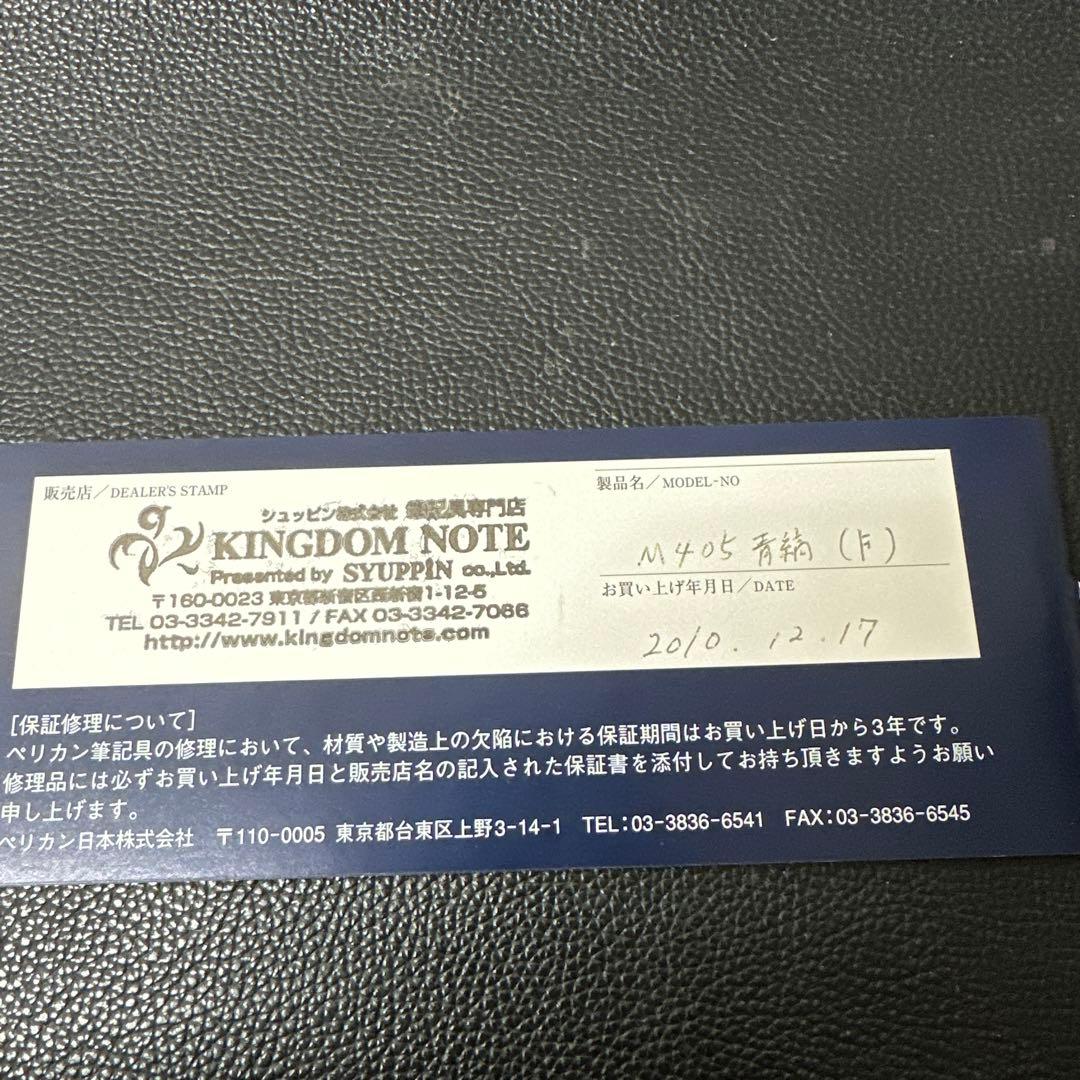 販売店/DEALER'S STAMP
シュッピン株式会社 筆記具専門店
KINGDOM NOTE
Presented by SYUPPIN co.,Ltd.
〒160-0023 東京都新宿区西新宿1-12-5
TEL 03-3342-7911 / FAX 03-3342-7066
http://www.kingdomnote.com
製品名/MODEL-NO
M405 青縞 (F)
お買い上げ年月日/DATE
2010. 12. 17
[保証修理について]
ペリカン筆記具の修理において、材質や製造上の欠陥における保証期間はお買い上げ日から3年です。
修理品には必ずお買い上げ年月日と販売店名の記入された保証書を添付してお持ち頂きますようお願い
申し上げます。
ペリカン日本株式会社 〒110-0005 東京都台東区上野3-14-1 TEL:03-3836-6541 FAX:03-3836-6545